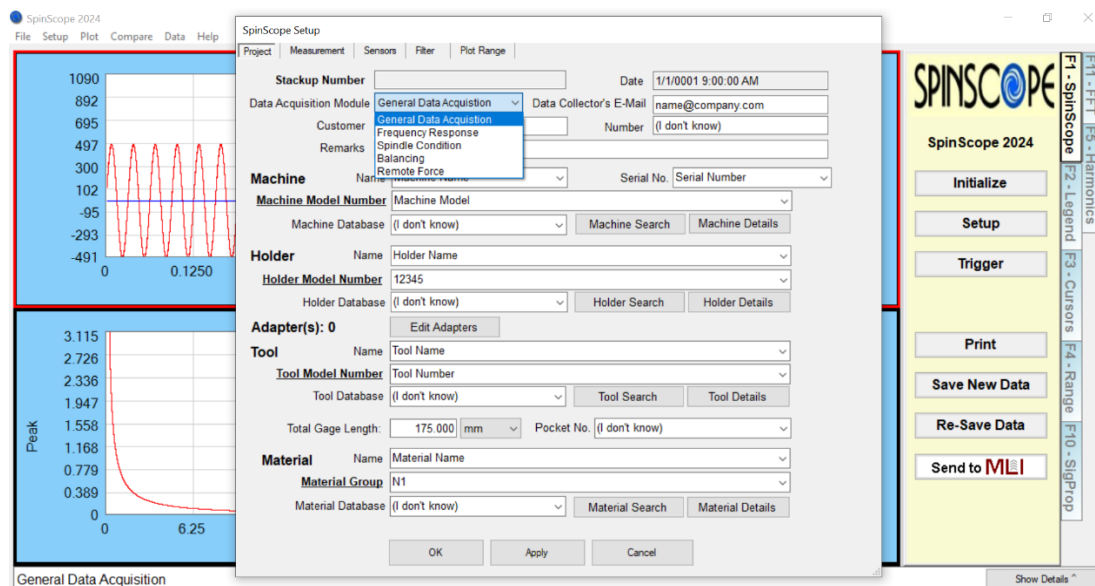 SpinScope 2024
File Setup Plot Compare Data Help
SpinScope Setup
Project Measurement Sensors Filter Plot Range
Stackup Number
Date 1/1/0001 9:00:00 AM
Data Acquisition Module General Data Acquistion
Data Collector's E-Mail name@company.com
General Data Acquistion
Frequency Response
Spindle Condition
Balancing
Remote Force
Customer
Number (I don't know)
Remarks
Machine Name
Serial No. Serial Number
Machine Model Number Machine Model
Machine Database (I don't know) Machine Search Machine Details
Holder Name Holder Name
Holder Model Number 12345
Holder Database (I don't know) Holder Search Holder Details
Adapter(s): 0 Edit Adapters
Tool Name Tool Name
Tool Model Number Tool Number
Tool Database (I don't know) Tool Search Tool Details
Total Gage Length: 175.000 mm Pocket No. (I don't know)
Material Name Material Name
Material Group N1
Material Database (I don't know) Material Search Material Details
OK Apply Cancel
1090
892
695
497
300
102
-95
-293
-491
0 0.1250
3.115
2.726
2.336
1.947
1.558
1.168
0.779
0.389
0
0 6.25
Peak
SPINSCOPE
SpinScope 2024
Initialize
Setup
Trigger
Print
Save New Data
Re-Save Data
Send to MLI
F1 - SpinScope
F2 - Legend
F3 - Cursors
F4 - Range
F10 - SigProp
F11 - FFT
F5 - Harmonics
General Data Acquisition
Show Details ^